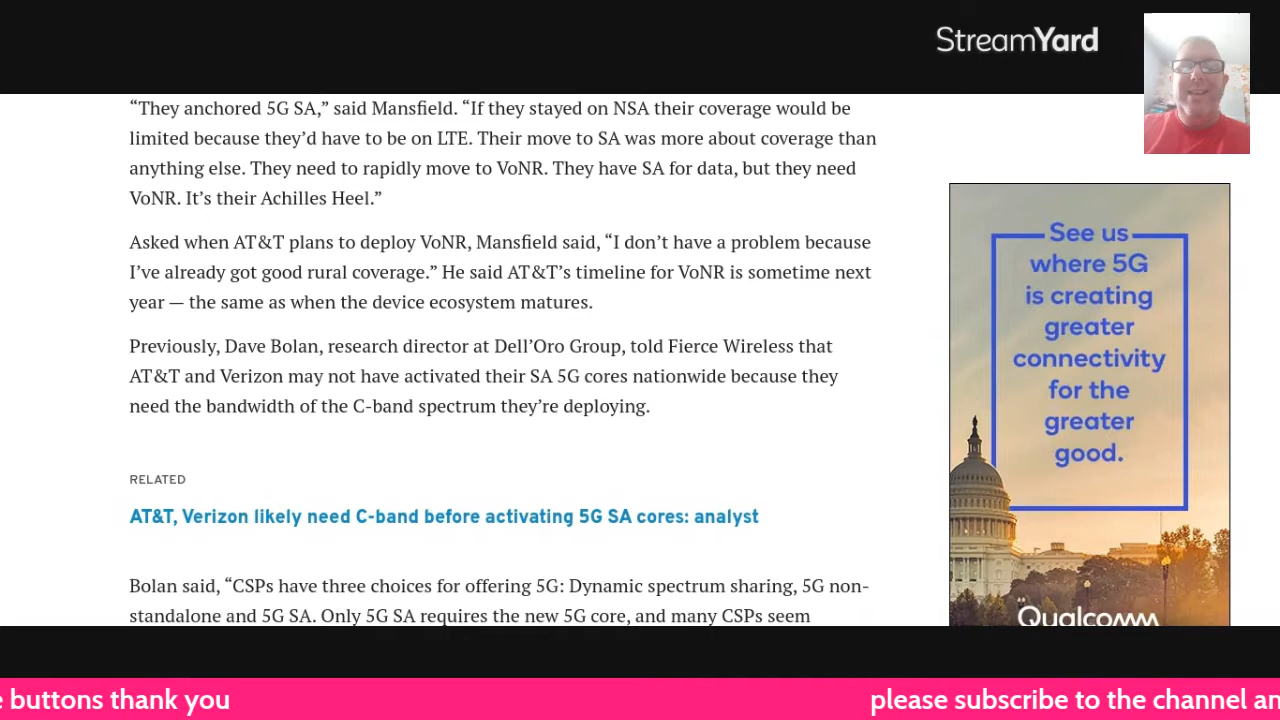 StreamYard
“They anchored 5G SA,” said Mansfield. “If they stayed on NSA their coverage would be
limited because they’d have to be on LTE. Their move to SA was more about coverage than
anything else. They need to rapidly move to VoNR. They have SA for data, but they need
VoNR. It’s their Achilles Heel.”
Asked when AT&T plans to deploy VoNR, Mansfield said, “I don’t have a problem because
I’ve already got good rural coverage.” He said AT&T’s timeline for VoNR is sometime next
year — the same as when the device ecosystem matures.
Previously, Dave Bolan, research director at Dell’Oro Group, told Fierce Wireless that
AT&T and Verizon may not have activated their SA 5G cores nationwide because they
need the bandwidth of the C-band spectrum they’re deploying.
RELATED
AT&T, Verizon likely need C-band before activating 5G SA cores: analyst
Bolan said, “CSPs have three choices for offering 5G: Dynamic spectrum sharing, 5G non-
standalone and 5G SA. Only 5G SA requires the new 5G core, and many CSPs seem
See us
where 5G
is creating
greater
connectivity
for the
greater
good.
Qualcomm
e buttons thank you
please subscribe to the channel an